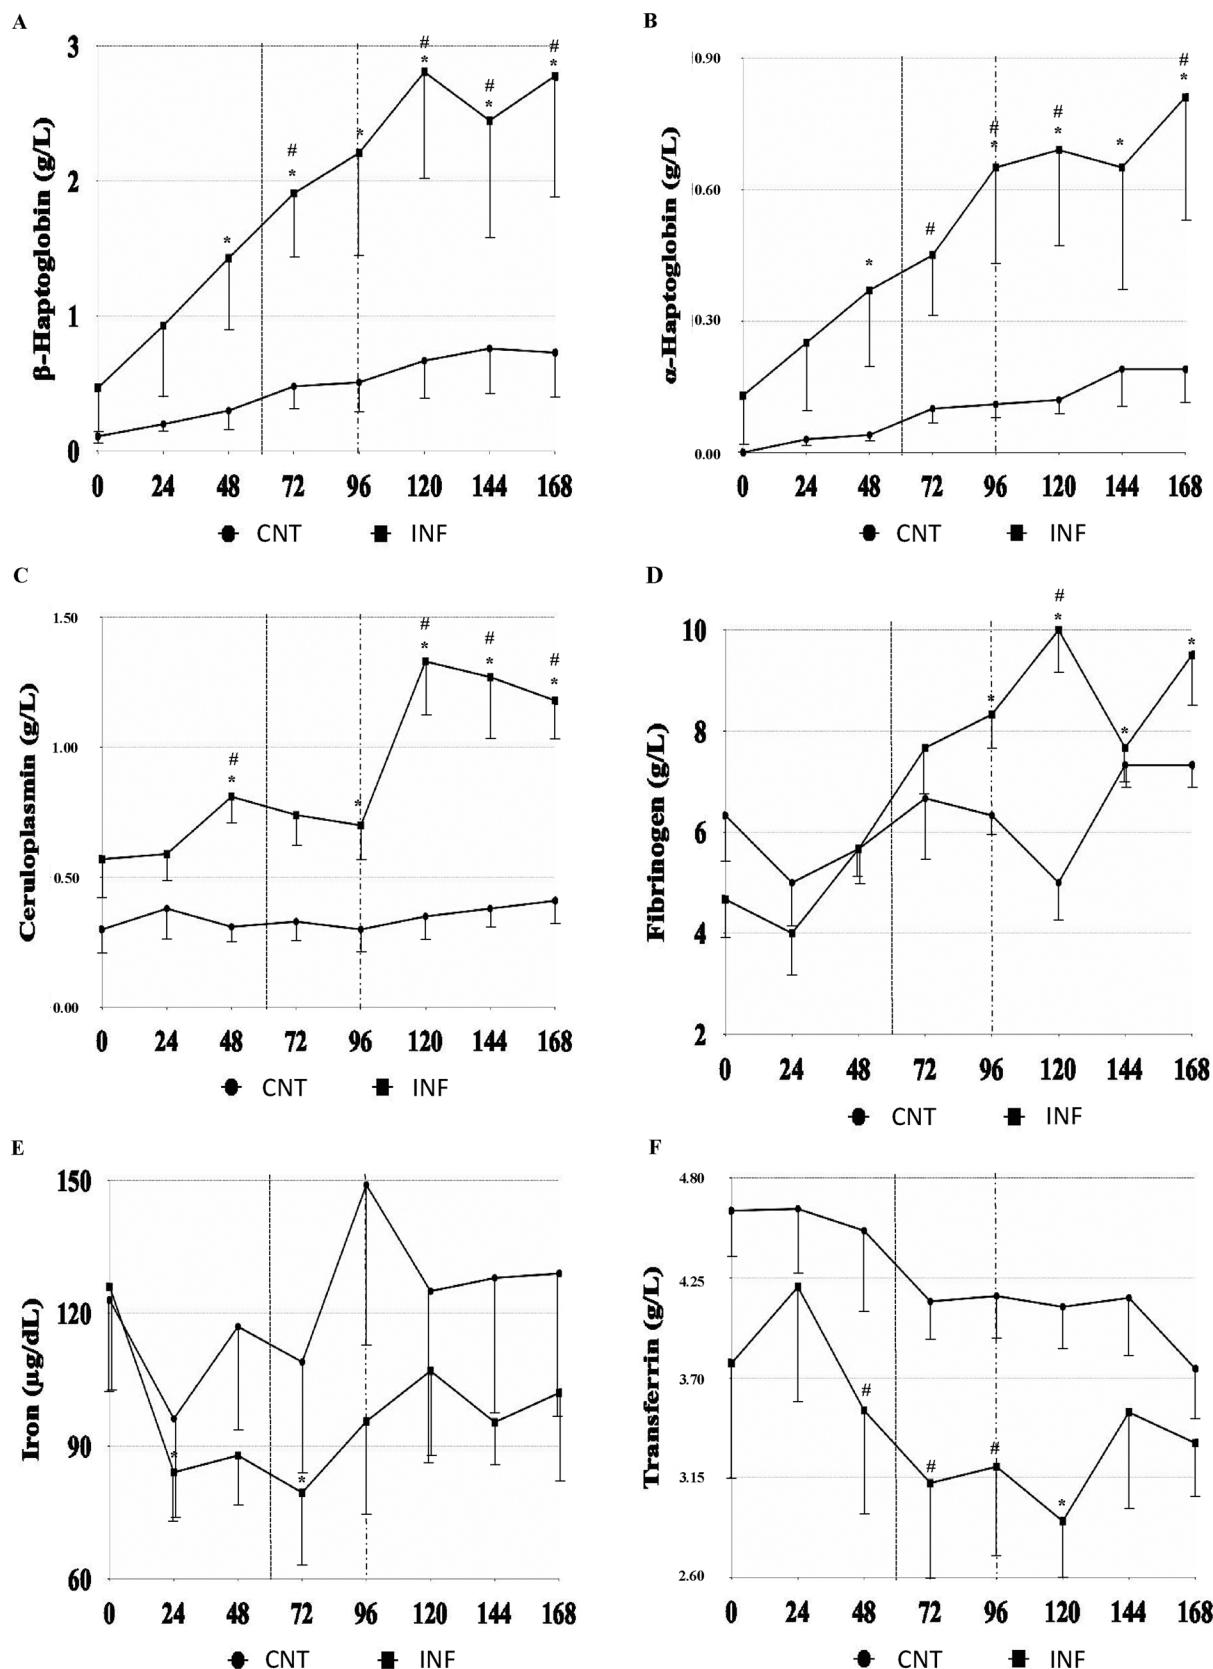 A
β-Haptoglobin (g/L)
3
2
1
0
# # #
* * * * * *
0 24 48 72 96 120 144 168
CNT INF
B
α-Haptoglobin (g/L)
0.90
0.60
0.30
0.00
# # # #
* * * * *
0 24 48 72 96 120 144 168
CNT INF
C
Ceruloplasmin (g/L)
1.50
1.00
0.50
0.00
# # # #
* * * * *
0 24 48 72 96 120 144 168
CNT INF
D
Fibrinogen (g/L)
10
8
6
4
2
#
* * * *
0 24 48 72 96 120 144 168
CNT INF
E
Iron (µg/dL)
150
120
90
60
* *
0 24 48 72 96 120 144 168
CNT INF
F
Transferrin (g/L)
4.80
4.25
3.70
3.15
2.60
# # # *
0 24 48 72 96 120 144 168
CNT INF